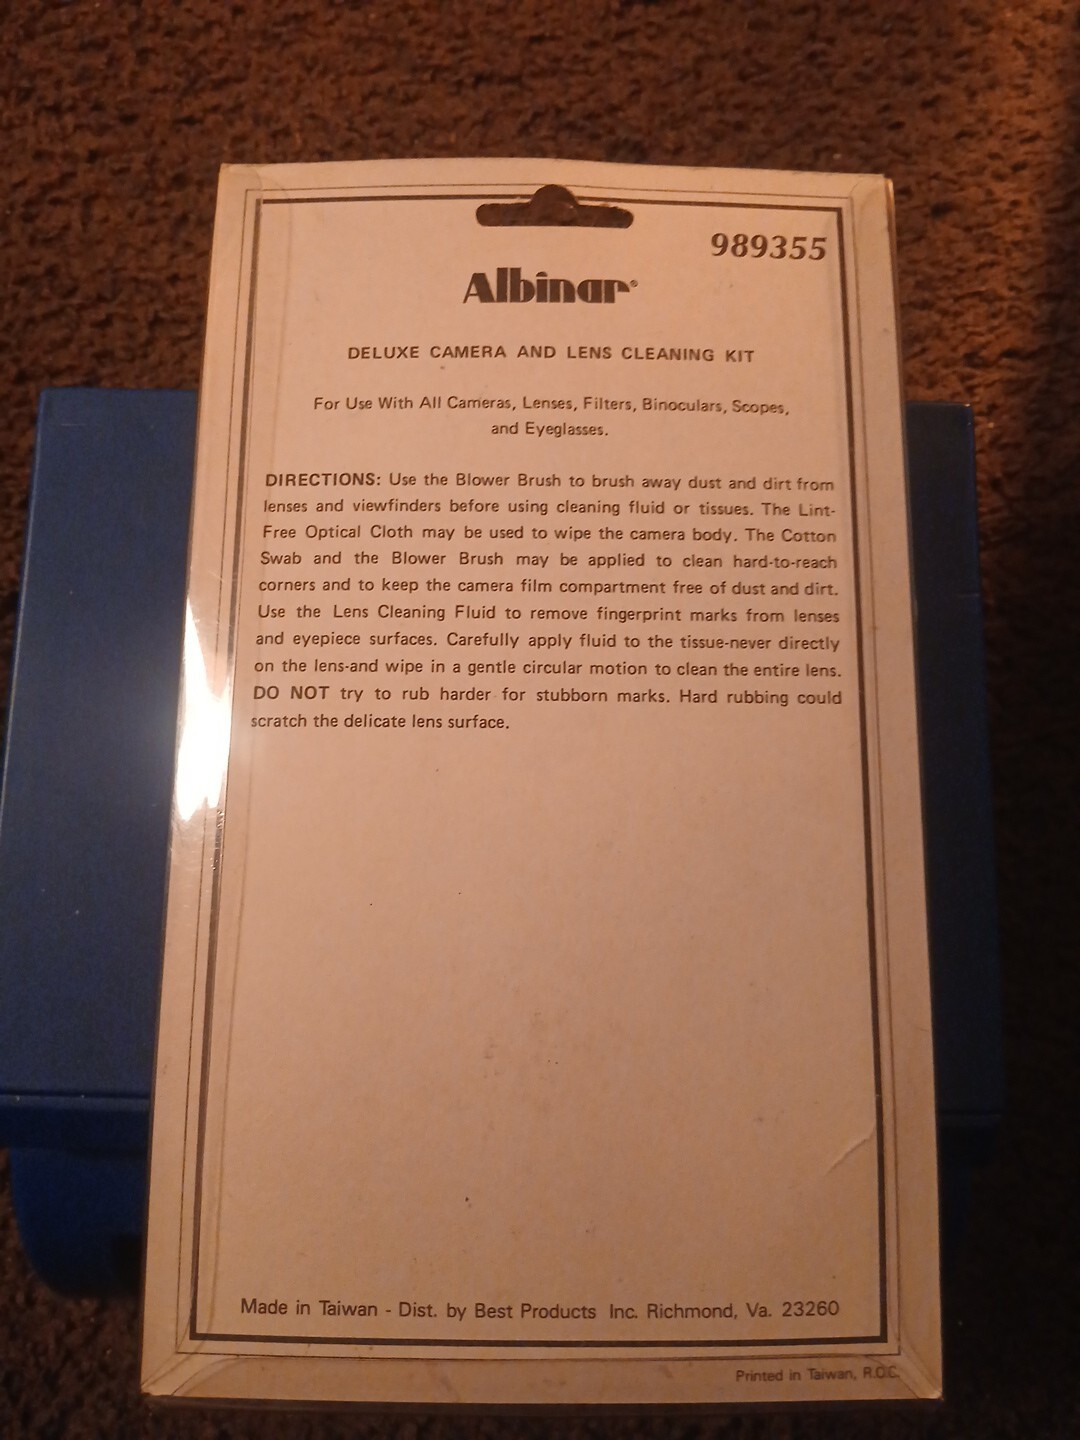 989355
Albinar®
DELUXE CAMERA AND LENS CLEANING KIT
For Use With All Cameras, Lenses, Filters, Binoculars, Scopes,
and Eyeglasses.
DIRECTIONS: Use the Blower Brush to brush away dust and dirt from
lenses and viewfinders before using cleaning fluid or tissues. The Lint-
Free Optical Cloth may be used to wipe the camera body. The Cotton
Swab and the Blower Brush may be applied to clean hard-to-reach
corners and to keep the camera film compartment free of dust and dirt.
Use the Lens Cleaning Fluid to remove fingerprint marks from lenses
and eyepiece surfaces. Carefully apply fluid to the tissue-never directly
on the lens-and wipe in a gentle circular motion to clean the entire lens.
DO NOT try to rub harder for stubborn marks. Hard rubbing could
scratch the delicate lens surface.
Made in Taiwan - Dist. by Best Products Inc. Richmond, Va. 23260
Printed in Taiwan, R.O.C.